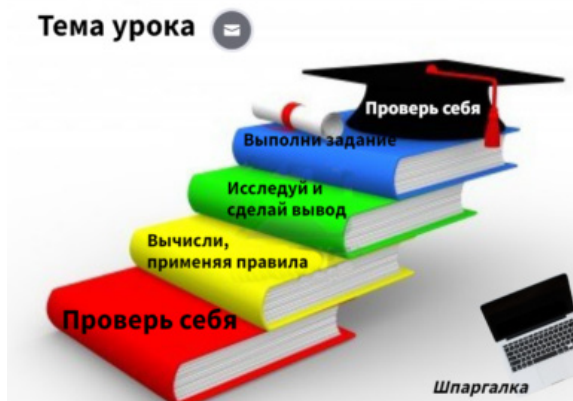 Тема урока
Проверь себя
Выполни задание
Исследуй и
сделай вывод
Вычисли,
применяя правила
Проверь себя
Шпаргалка